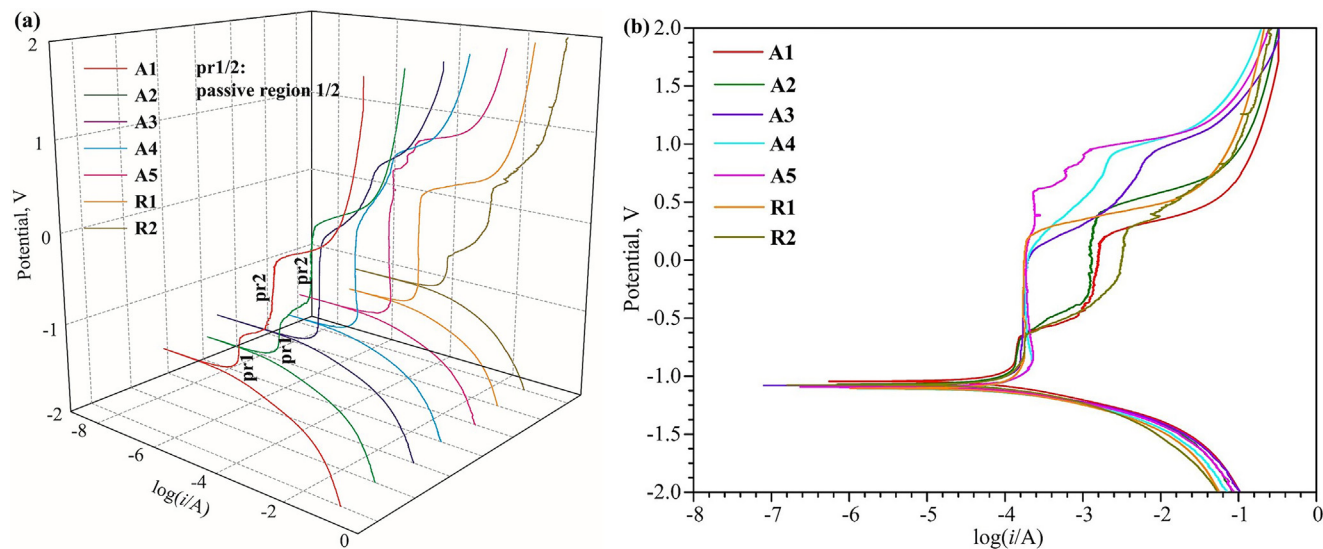 (a)
2
1
0
-1
-2
Potential, V
A1
A2
A3
A4
A5
R1
R2
pr1/2:
passive region 1/2
pr2
pr2
pr1
pr1
-8
-6
-4
-2
0
log(i/A)
(b)
2.0
1.5
1.0
0.5
0.0
-0.5
-1.0
-1.5
-2.0
Potential, V
A1
A2
A3
A4
A5
R1
R2
-8 -7 -6 -5 -4 -3 -2 -1 0
log(i/A)